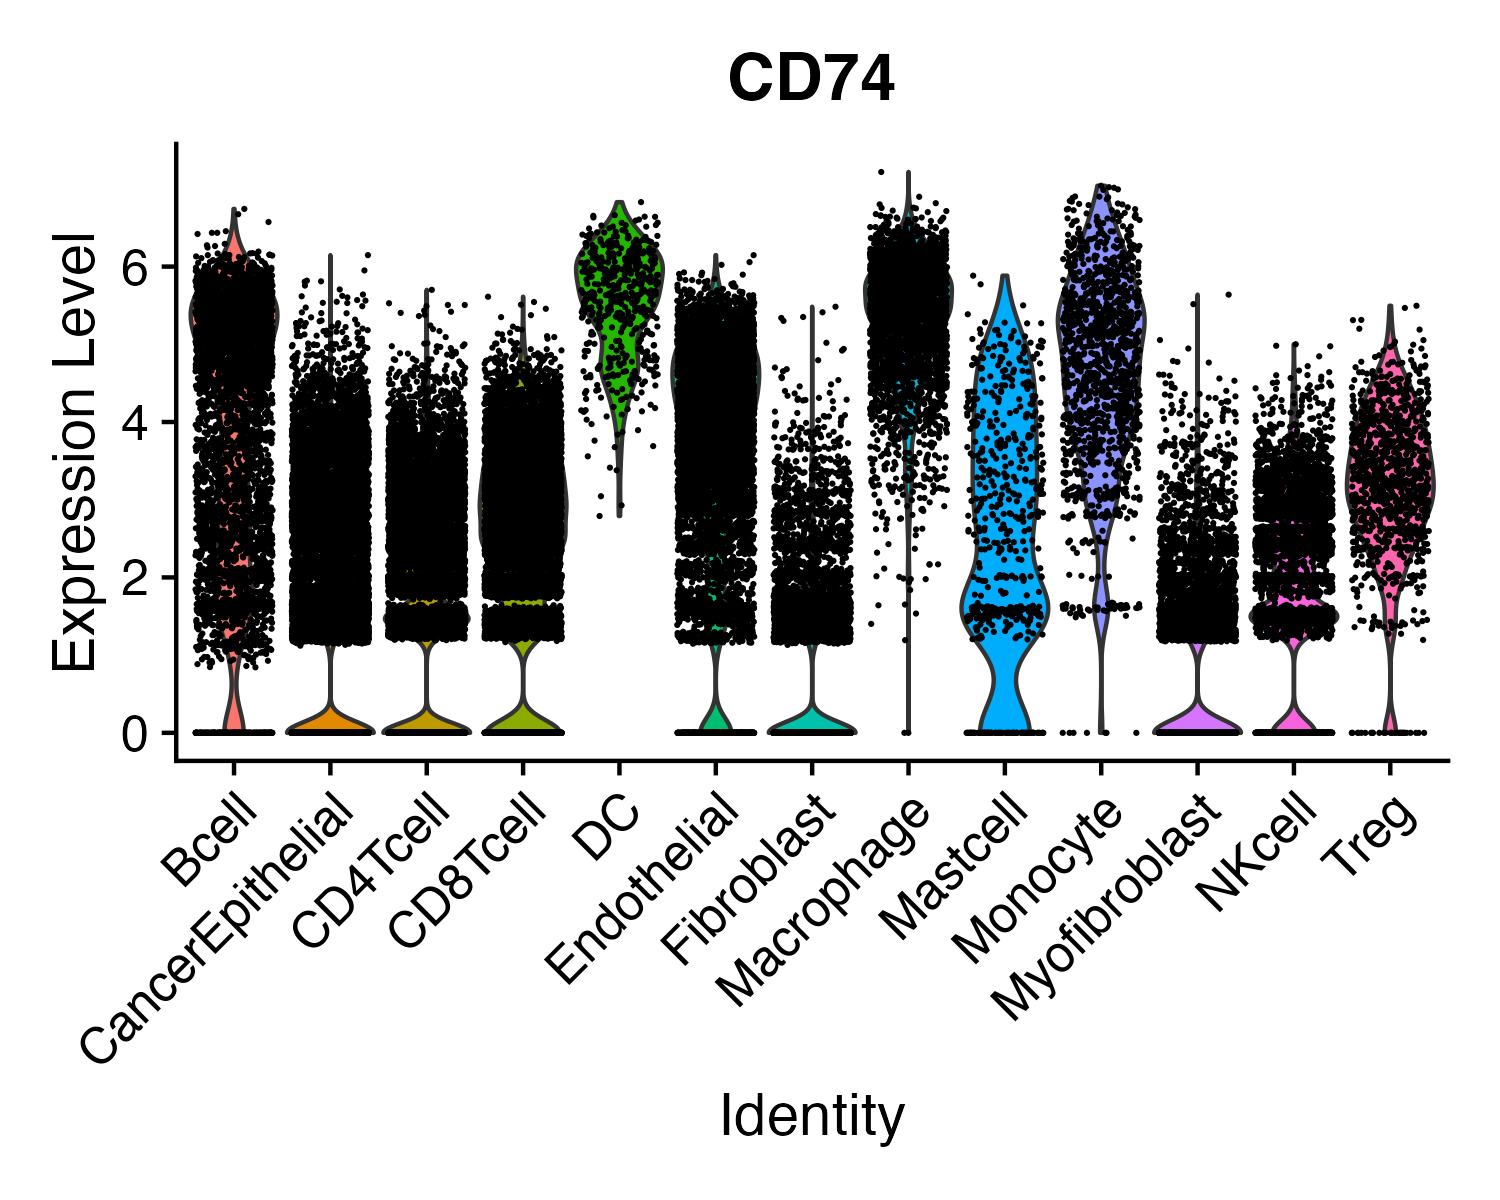 CD74
Expression Level
6
4
2
0
Bcell
CancerEpithelial
CD4Tcell
CD8Tcell
DC
Endothelial
Fibroblast
Macrophage
Mastcell
Monocyte
Myofibroblast
NKcell
Treg
Identity